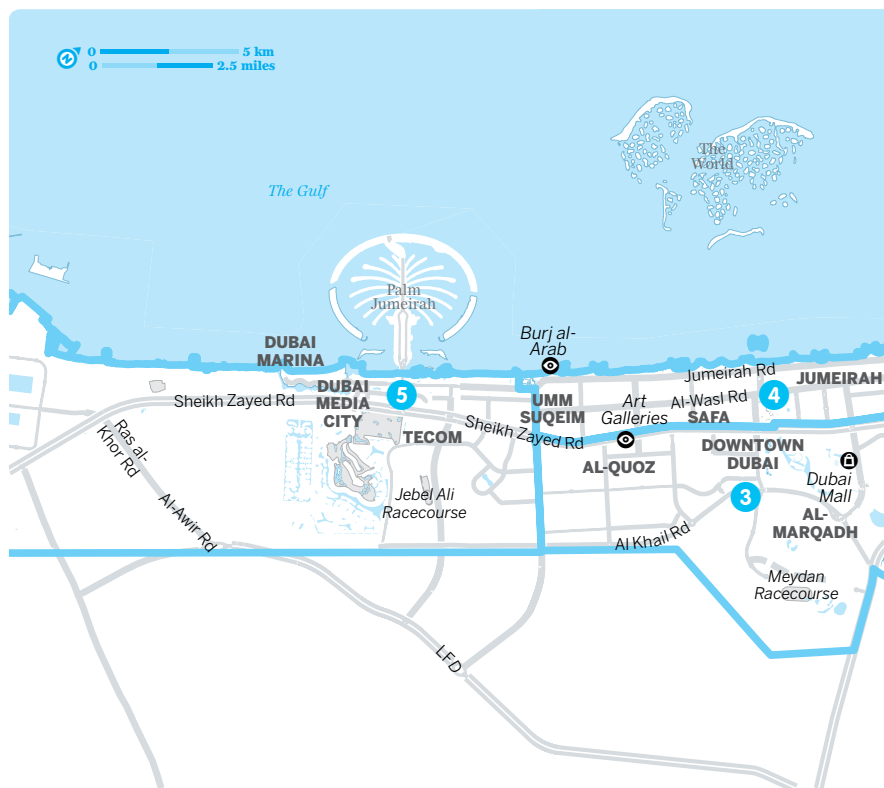 0 5 km
0 2.5 miles
The
World
The Gulf
Palm
Jumeirah
Burj al-
Arab
DUBAI
MARINA
Jumeirah Rd
JUMEIRAH
DUBAI
MEDIA
CITY
5
Sheikh Zayed Rd
UMM
SUQEIM
Art
Galleries
Al-Wasl Rd
SAFA
4
Ras al-
Khor Rd
TECOM
Sheikh Zayed Rd
AL-QUOZ
DOWNTOWN
DUBAI
Dubai
Mall
3
Jebel Ali
Racecourse
Al-Awir Rd
AL-
MARQADH
Al Khail Rd
Meydan
Racecourse
LFD